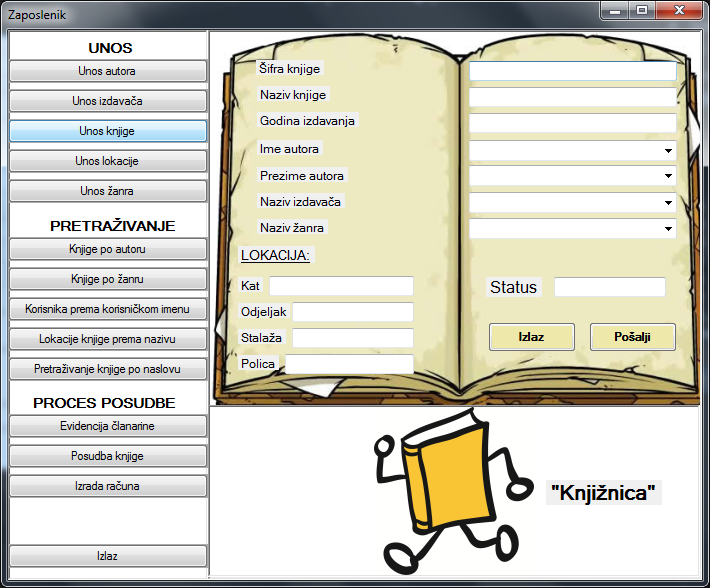 Zaposlenik
UNOS
Unos autora
Unos izdavača
Unos knjige
Unos lokacije
Unos žanra
PRETRAŽIVANJE
Knjige po autoru
Knjige po žanru
Korisnika prema korisničkom imenu
Lokacije knjige prema nazivu
Pretraživanje knjige po naslovu
PROCES POSUDBE
Evidencija članarine
Posudba knjige
Izrada računa
Izlaz
Šifra knjige
Naziv knjige
Godina izdavanja
Ime autora
Prezime autora
Naziv izdavača
Naziv žanra
LOKACIJA:
Kat
Odjeljak
Stalaža
Polica
Status
Izlaz
Pošalji
"Knjižnica"